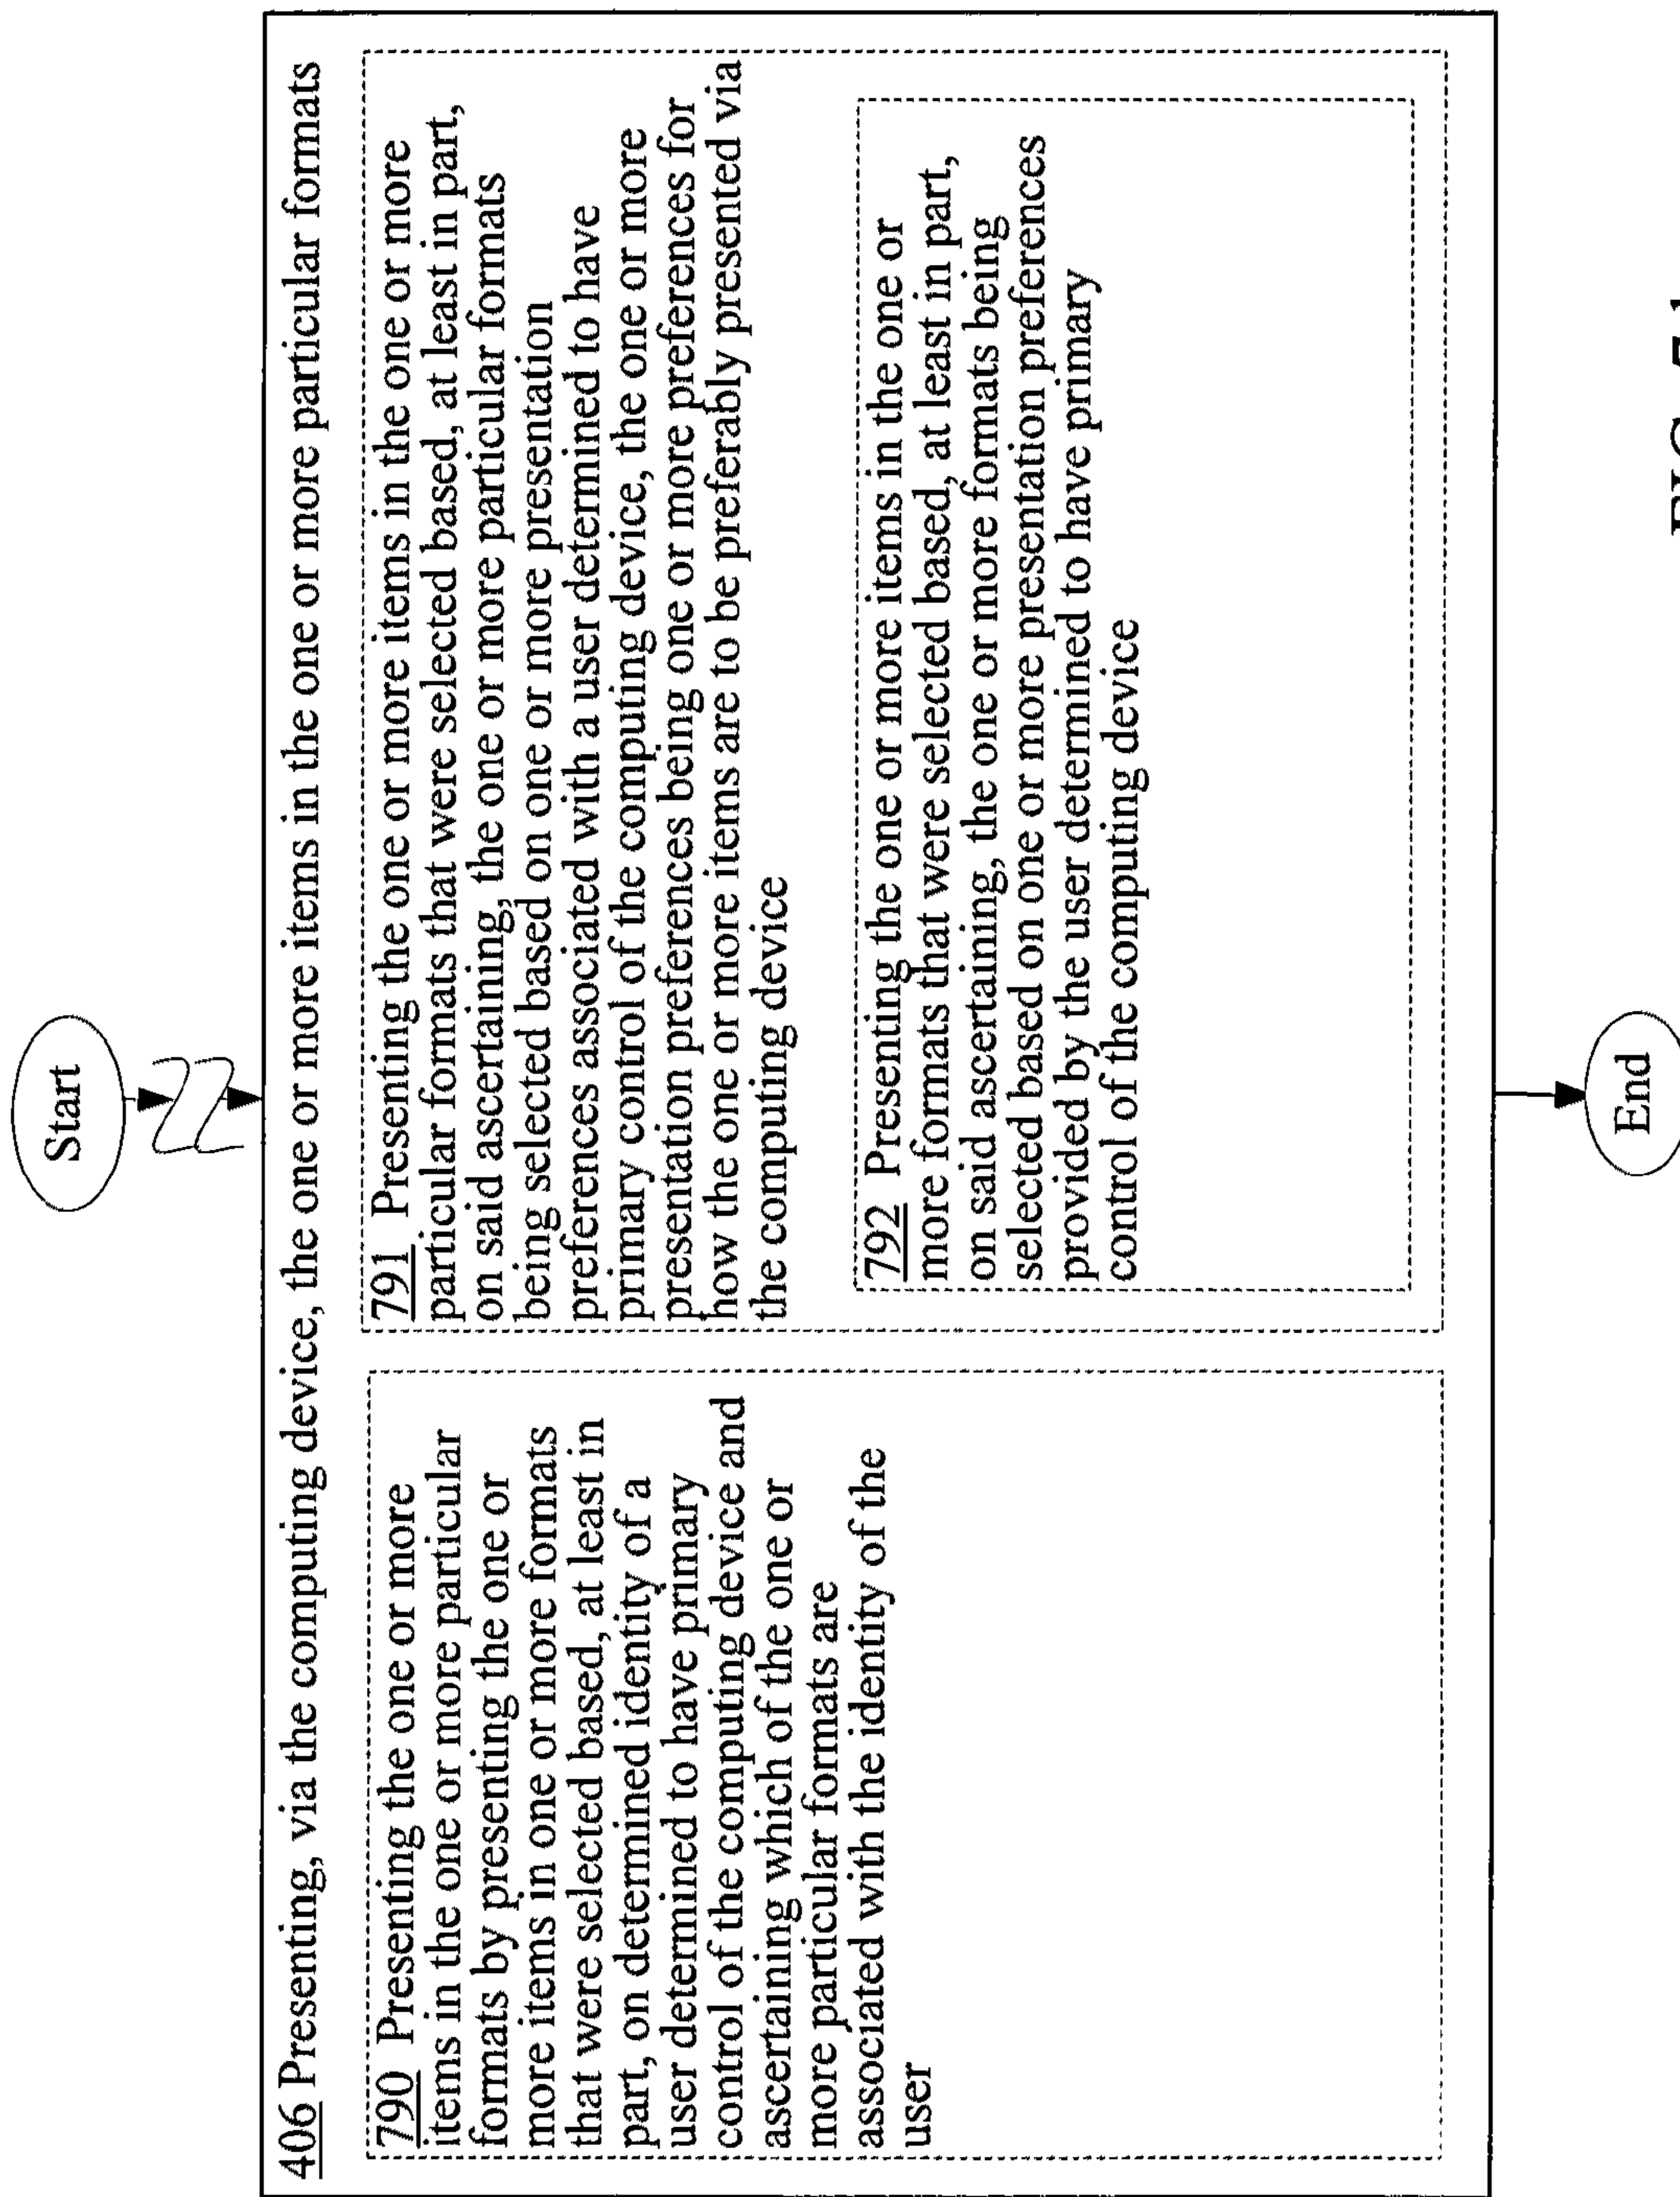 Start
406 Presenting, via the computing device, the one or more items in the one or more particular formats
790 Presenting the one or more
items in the one or more particular
formats by presenting the one or
more items in one or more formats
that were selected based, at least in
part, on determined identity of a
user determined to have primary
control of the computing device and
ascertaining which of the one or
more particular formats are
associated with the identity of the
user
791 Presenting the one or more items in the one or more
particular formats that were selected based, at least in part,
on said ascertaining, the one or more particular formats
being selected based on one or more presentation
preferences associated with a user determined to have
primary control of the computing device, the one or more
presentation preferences being one or more preferences for
how the one or more items are to be preferably presented via
the computing device
792 Presenting the one or more items in the one or
more formats that were selected based, at least in part,
on said ascertaining, the one or more formats being
selected based on one or more presentation preferences
provided by the user determined to have primary
control of the computing device
End
FIG.